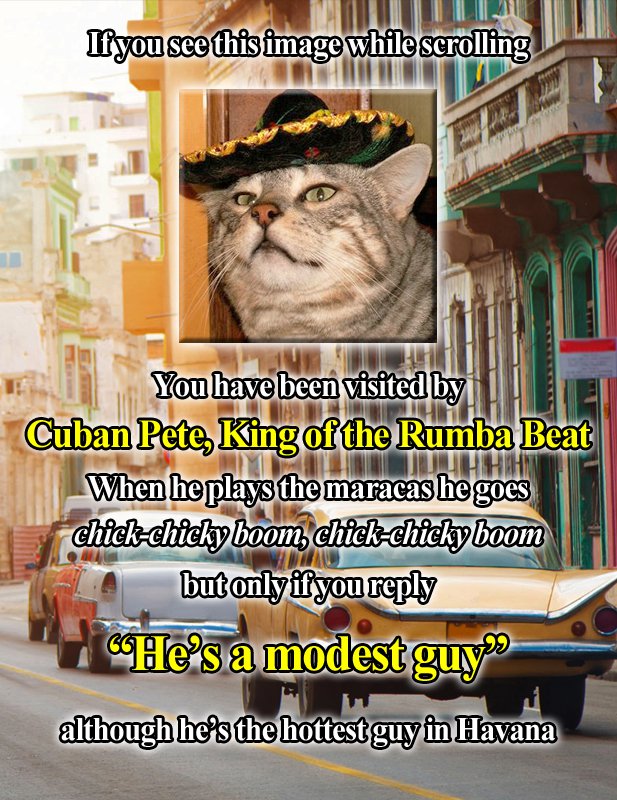 If you see this image while scrolling
You have been visited by
Cuban Pete, King of the Rumba Beat
When he plays the maracas he goes
chick-chicky boom, chick-chicky boom
but only if you reply
“He’s a modest guy”
although he’s the hottest guy in Havana